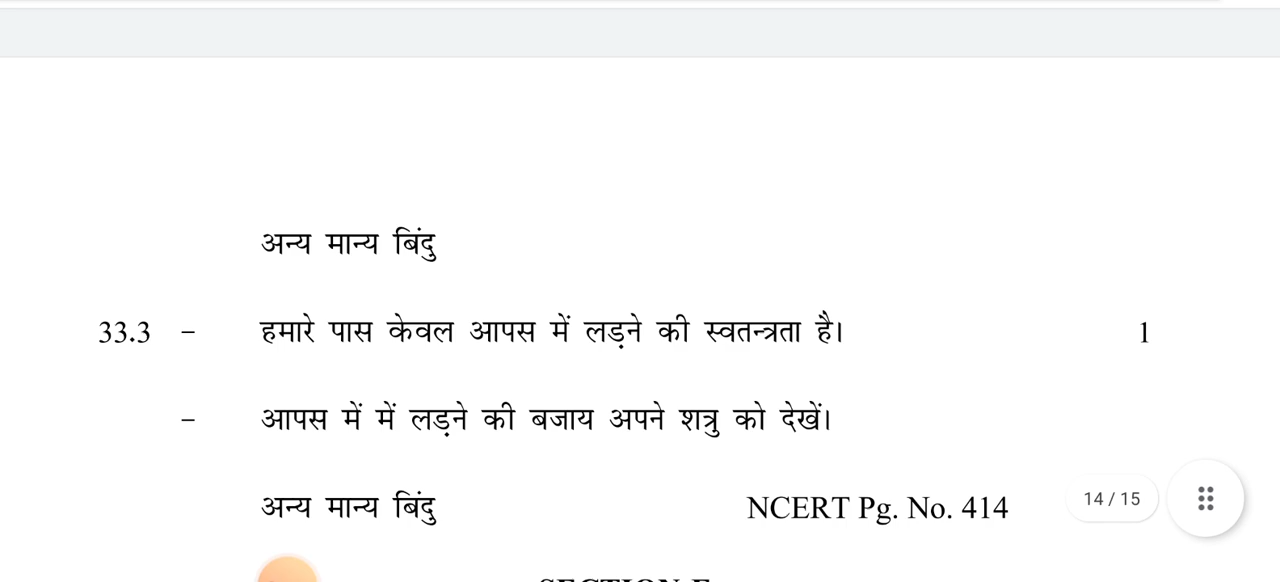 अन्य मान्य बिंदु
33.3 – हमारे पास केवल आपस में लड़ने की स्वतन्त्रता है। 1
– आपस में में लड़ने की बजाय अपने शत्रु को देखें।
अन्य मान्य बिंदु NCERT Pg. No. 414
14 / 15